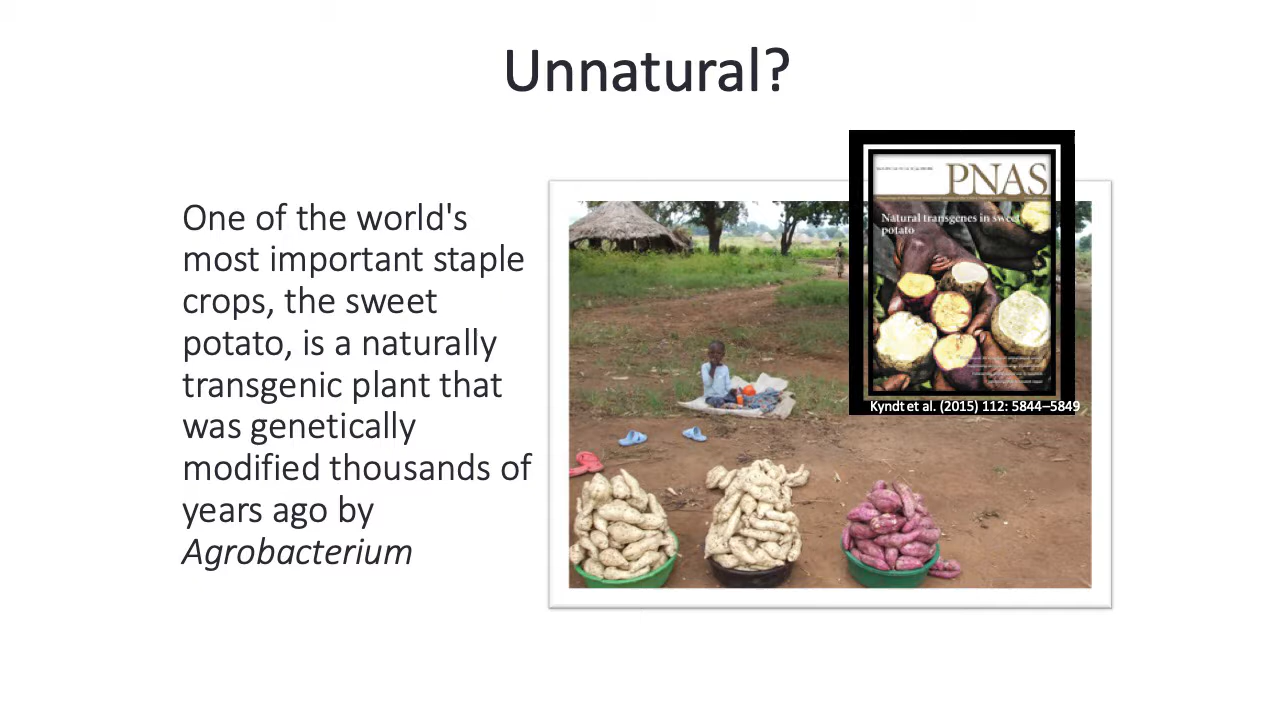 Unnatural?
One of the world's
most important staple
crops, the sweet
potato, is a naturally
transgenic plant that
was genetically
modified thousands of
years ago by
Agrobacterium
PNAS
Natural transgenes in sweet
potato
Kyndt et al. (2015) 112: 5844–5849